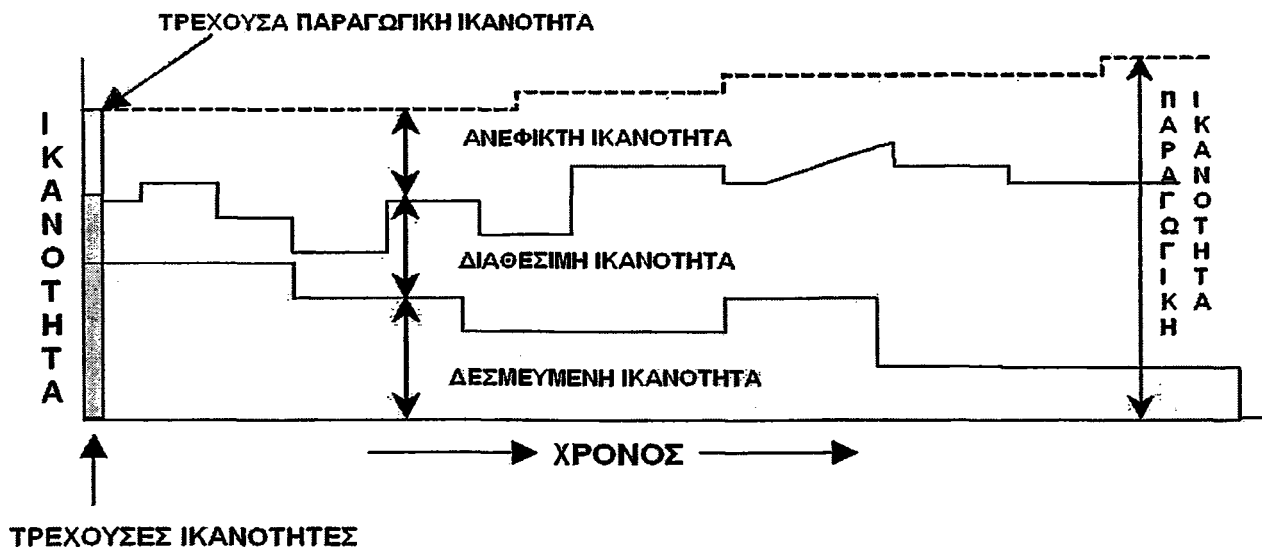 ΤΡΕΧΟΥΣΑ ΠΑΡΑΓΩΓΙΚΗ ΙΚΑΝΟΤΗΤΑ
ΙΚΑΝΟΤΗΤΑ
ΑΝΕΦΙΚΤΗ ΙΚΑΝΟΤΗΤΑ
ΔΙΑΘΕΣΙΜΗ ΙΚΑΝΟΤΗΤΑ
ΔΕΣΜΕΥΜΕΝΗ ΙΚΑΝΟΤΗΤΑ
ΠΑΡΑΓΩΓΙΚΗ
ΙΚΑΝΟΤΗΤΑ
ΧΡΟΝΟΣ
ΤΡΕΧΟΥΣΕΣ ΙΚΑΝΟΤΗΤΕΣ